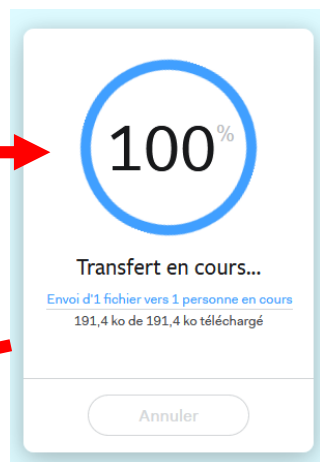 100%
Transfert en cours...
Envoi d'1 fichier vers 1 personne en cours
191,4 ko de 191,4 ko téléchargé
Annuler